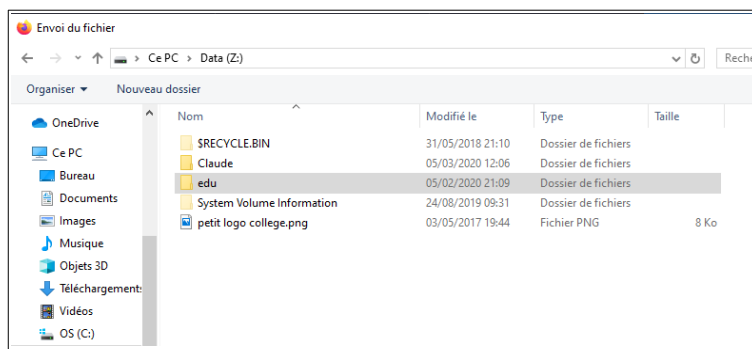 Envoi du fichier
Ce PC > Data (Z:)
Reche
Organiser
Nouveau dossier
Nom Modifié le Type Taille
OneDrive
Ce PC
Bureau
Documents
Images
Musique
Objets 3D
Téléchargements
Vidéos
OS (C:)
$RECYCLE.BIN 31/05/2018 21:10 Dossier de fichiers
Claude 05/03/2020 12:06 Dossier de fichiers
edu 05/02/2020 21:09 Dossier de fichiers
System Volume Information 24/08/2019 09:31 Dossier de fichiers
petit logo college.png 03/05/2017 19:44 Fichier PNG 8 Ko